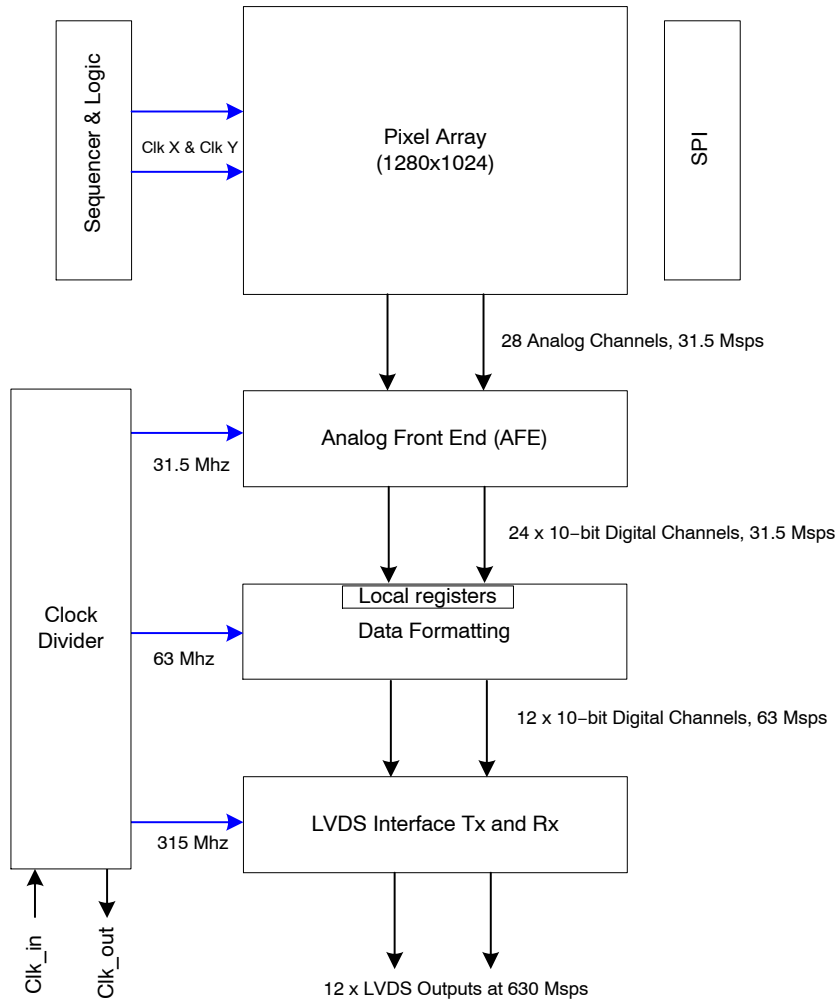 Sequencer & Logic
Clk X & Clk Y
Pixel Array
(1280x1024)
SPI
28 Analog Channels, 31.5 Msps
Analog Front End (AFE)
31.5 Mhz
24 x 10−bit Digital Channels, 31.5 Msps
Local registers
Data Formatting
Clock
Divider
63 Mhz
12 x 10−bit Digital Channels, 63 Msps
LVDS Interface Tx and Rx
315 Mhz
Clk_in
Clk_out
12 x LVDS Outputs at 630 Msps